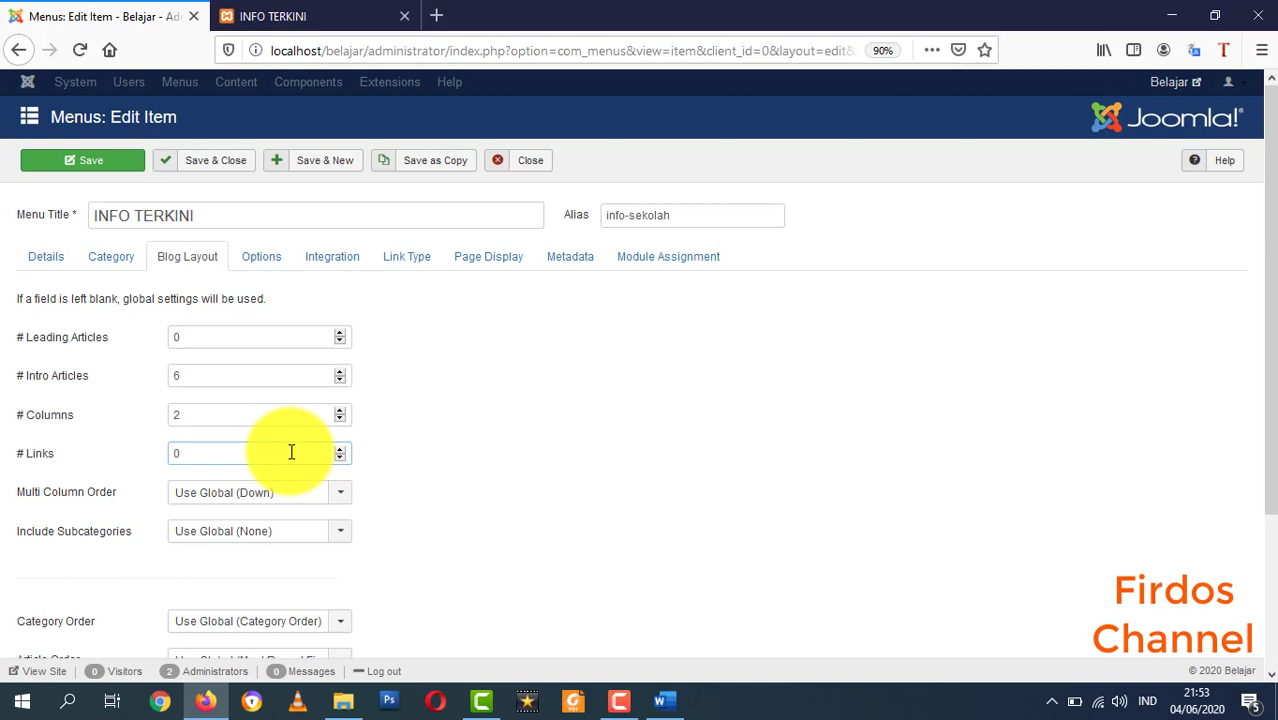 Menus: Edit Item - Belajar - Ad
INFO TERKINI
localhost/belajar/administrator/index.php?option=com_menus&view=item&client_id=0&layout=edit&
90%
System Users Menus Content Components Extensions Help
Belajar
Menus: Edit Item
Joomla!
Save
Save & Close
Save & New
Save as Copy
Close
Help
Menu Title * INFO TERKINI
Alias info-sekolah
Details Category Blog Layout Options Integration Link Type Page Display Metadata Module Assignment
If a field is left blank, global settings will be used.
# Leading Articles 0
# Intro Articles 6
# Columns 2
# Links 0
Multi Column Order Use Global (Down)
Include Subcategories Use Global (None)
Category Order Use Global (Category Order)
Firdos
Channel
View Site 0 Visitors 2 Administrators 0 Messages Log out
© 2020 Belajar
IND
21:53
04/06/2020
5